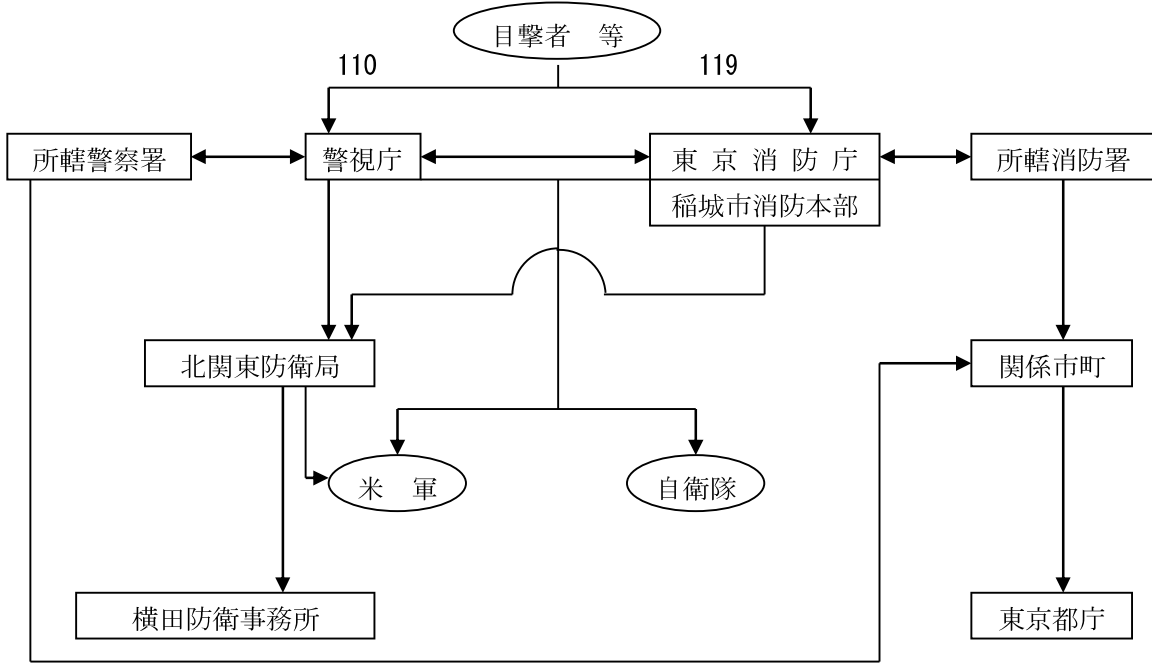 目撃者　等
110
119
所轄警察署
警視庁
東 京 消 防 庁
所轄消防署
稲城市消防本部
北関東防衛局
関係市町
米　軍
自衛隊
横田防衛事務所
東京都庁